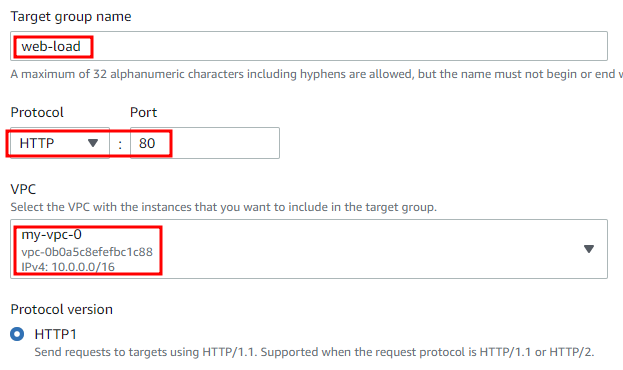 Target group name
web-load
A maximum of 32 alphanumeric characters including hyphens are allowed, but the name must not begin or end
Protocol Port
HTTP : 80
VPC
Select the VPC with the instances that you want to include in the target group.
my-vpc-0
vpc-0b0a5c8efefbc1c88
IPv4: 10.0.0.0/16
Protocol version
HTTP1
Send requests to targets using HTTP/1.1. Supported when the request protocol is HTTP/1.1 or HTTP/2.